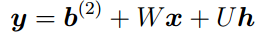 y = b⁽²⁾ + Wx + Uh